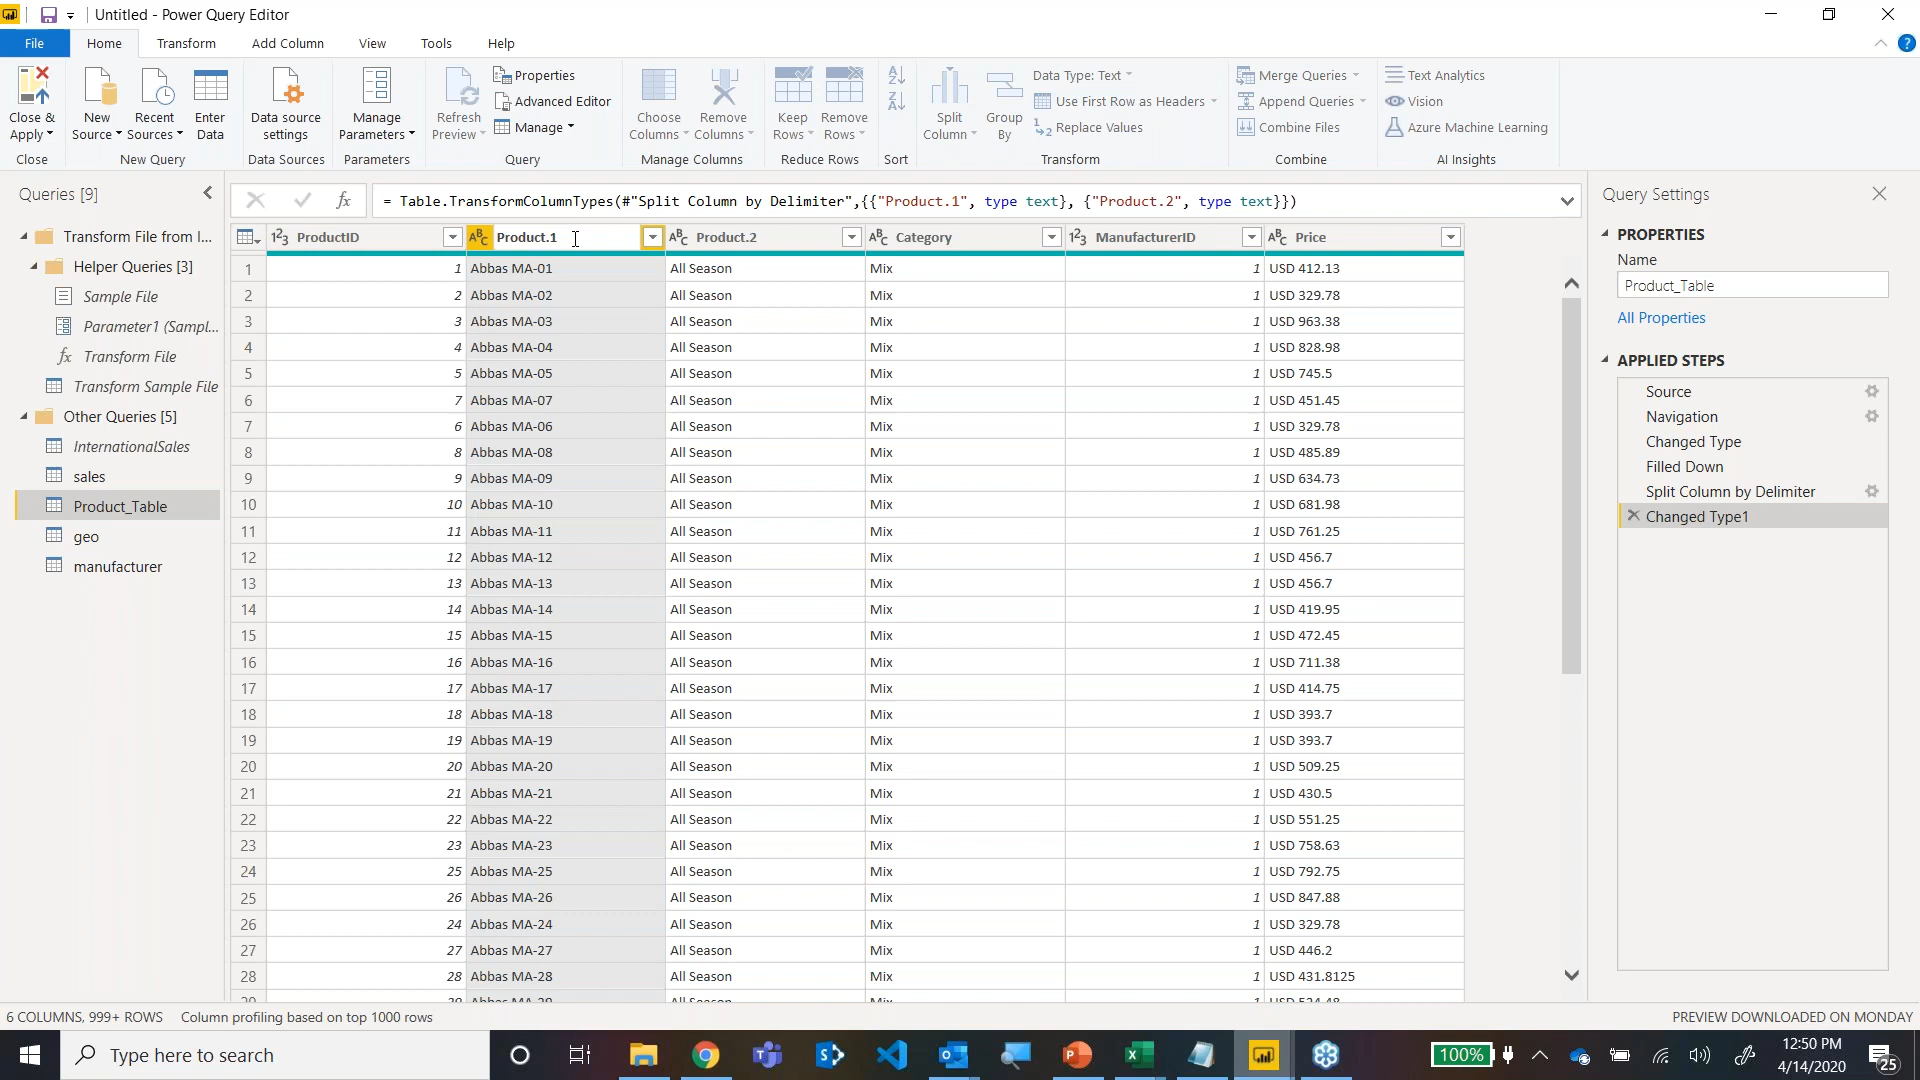 Untitled - Power Query Editor
File Home Transform Add Column View Tools Help
Close & Apply
Close
New Source
Recent Sources
Enter Data
New Query
Data source settings
Data Sources
Manage Parameters
Parameters
Refresh Preview
Properties
Advanced Editor
Manage
Query
Choose Columns
Remove Columns
Manage Columns
Keep Rows
Remove Rows
Reduce Rows
Sort
Split Column
Group By
Data Type: Text
Use First Row as Headers
Replace Values
Transform
Merge Queries
Append Queries
Combine Files
Combine
Text Analytics
Vision
Azure Machine Learning
AI Insights
Queries [9]
Transform File from I...
Helper Queries [3]
Sample File
Parameter1 (Sampl...
Transform File
Transform Sample File
Other Queries [5]
InternationalSales
sales
Product_Table
geo
manufacturer
= Table.TransformColumnTypes(#"Split Column by Delimiter",{{"Product.1", type text}, {"Product.2", type text}})
ProductID Product.1 Product.2 Category ManufacturerID Price
1 1 Abbas MA-01 All Season Mix 1 USD 412.13
2 2 Abbas MA-02 All Season Mix 1 USD 329.78
3 3 Abbas MA-03 All Season Mix 1 USD 963.38
4 4 Abbas MA-04 All Season Mix 1 USD 828.98
5 5 Abbas MA-05 All Season Mix 1 USD 745.5
6 7 Abbas MA-07 All Season Mix 1 USD 451.45
7 6 Abbas MA-06 All Season Mix 1 USD 329.78
8 8 Abbas MA-08 All Season Mix 1 USD 485.89
9 9 Abbas MA-09 All Season Mix 1 USD 634.73
10 10 Abbas MA-10 All Season Mix 1 USD 681.98
11 11 Abbas MA-11 All Season Mix 1 USD 761.25
12 12 Abbas MA-12 All Season Mix 1 USD 456.7
13 13 Abbas MA-13 All Season Mix 1 USD 456.7
14 14 Abbas MA-14 All Season Mix 1 USD 419.95
15 15 Abbas MA-15 All Season Mix 1 USD 472.45
16 16 Abbas MA-16 All Season Mix 1 USD 711.38
17 17 Abbas MA-17 All Season Mix 1 USD 414.75
18 18 Abbas MA-18 All Season Mix 1 USD 393.7
19 19 Abbas MA-19 All Season Mix 1 USD 393.7
20 20 Abbas MA-20 All Season Mix 1 USD 509.25
21 21 Abbas MA-21 All Season Mix 1 USD 430.5
22 22 Abbas MA-22 All Season Mix 1 USD 551.25
23 23 Abbas MA-23 All Season Mix 1 USD 758.63
24 25 Abbas MA-25 All Season Mix 1 USD 792.75
25 26 Abbas MA-26 All Season Mix 1 USD 847.88
26 24 Abbas MA-24 All Season Mix 1 USD 329.78
27 27 Abbas MA-27 All Season Mix 1 USD 446.2
28 28 Abbas MA-28 All Season Mix 1 USD 431.8125
Query Settings
PROPERTIES
Name
Product_Table
All Properties
APPLIED STEPS
Source
Navigation
Changed Type
Filled Down
Split Column by Delimiter
Changed Type1
6 COLUMNS, 999+ ROWS Column profiling based on top 1000 rows
PREVIEW DOWNLOADED ON MONDAY
Type here to search
100%
12:50 PM
4/14/2020
25